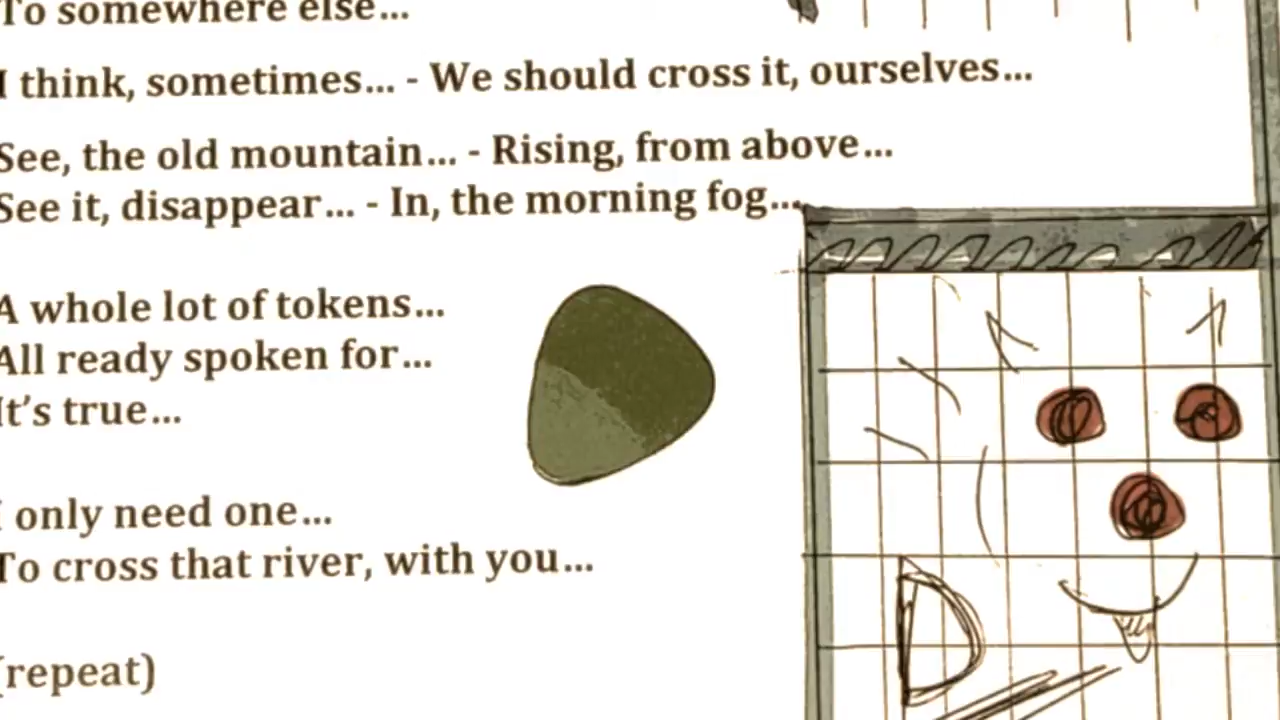 To somewhere else...
I think, sometimes... - We should cross it, ourselves...
See, the old mountain... - Rising, from above...
See it, disappear... - In, the morning fog...
A whole lot of tokens...
All ready spoken for...
It's true...
I only need one...
To cross that river, with you...
(repeat)
D